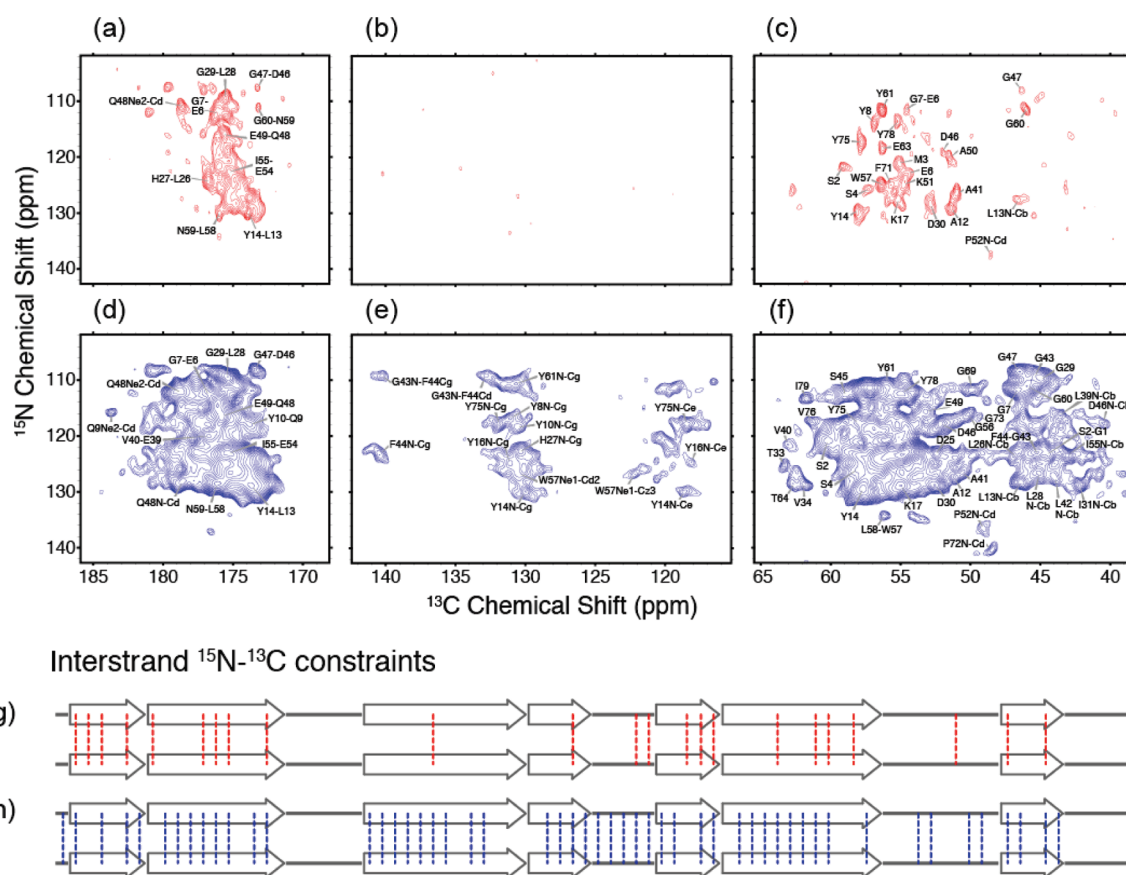 (a)
(b)
(c)
G29-L28
G47-D46
Q48Ne2-Cd
G7-
E6
G60-N59
E49-Q48
I55-
E54
H27-L26
N59-L58
Y14-L13
G47
Y61
Y8
G7-E6
G60
Y78
Y75
E63
D46
A50
M3
F71
E6
S2
W57
K51
S4
A41
L13N-Cb
Y14
K17
D30
A12
P52N-Cd
110
120
130
140
15N Chemical Shift (ppm)
(d)
(e)
(f)
G29-L28
G7-E6
G47-D46
Q48Ne2-Cd
E49-Q48
Y10-Q9
Q9Ne2-Cd
V40-E39
I55-E54
Q48N-Cd
N59-L58
Y14-L13
G43N-F44Cg
Y61N-Cg
G43N-F44Cd
Y75N-Cg
Y8N-Cg
Y75N-Ce
Y10N-Cg
Y16N-Cg
H27N-Cg
F44N-Cg
Y16N-Ce
W57Ne1-Cd2
W57Ne1-Cz3
Y14N-Cg
Y14N-Ce
G47
G43
Y61
S45
G29
I79
Y78
G69
L39N-Cb
G60
V76
Y75
E49
G7
D46N-Cb
G73
G56
V40
D46
S2-G1
D25
F44-G43
L26N-Cb
I55N-Cb
T33
S2
A41
S4
A12
L13N-Cb
L28
N-Cb
L42
N-Cb
I31N-Cb
T64
V34
Y14
K17
D30
L58-W57
P52N-Cd
P72N-Cd
110
120
130
140
185 180 175 170
140 135 130 125 120
65 60 55 50 45 40
13C Chemical Shift (ppm)
Interstrand 15N-13C constraints
g)